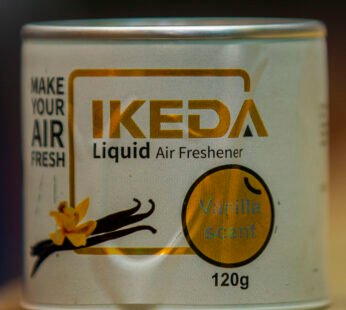 MAKE
YOUR
AIR
FRESH
IKEDA
Liquid Air Freshener
Vanilla
scent
120g